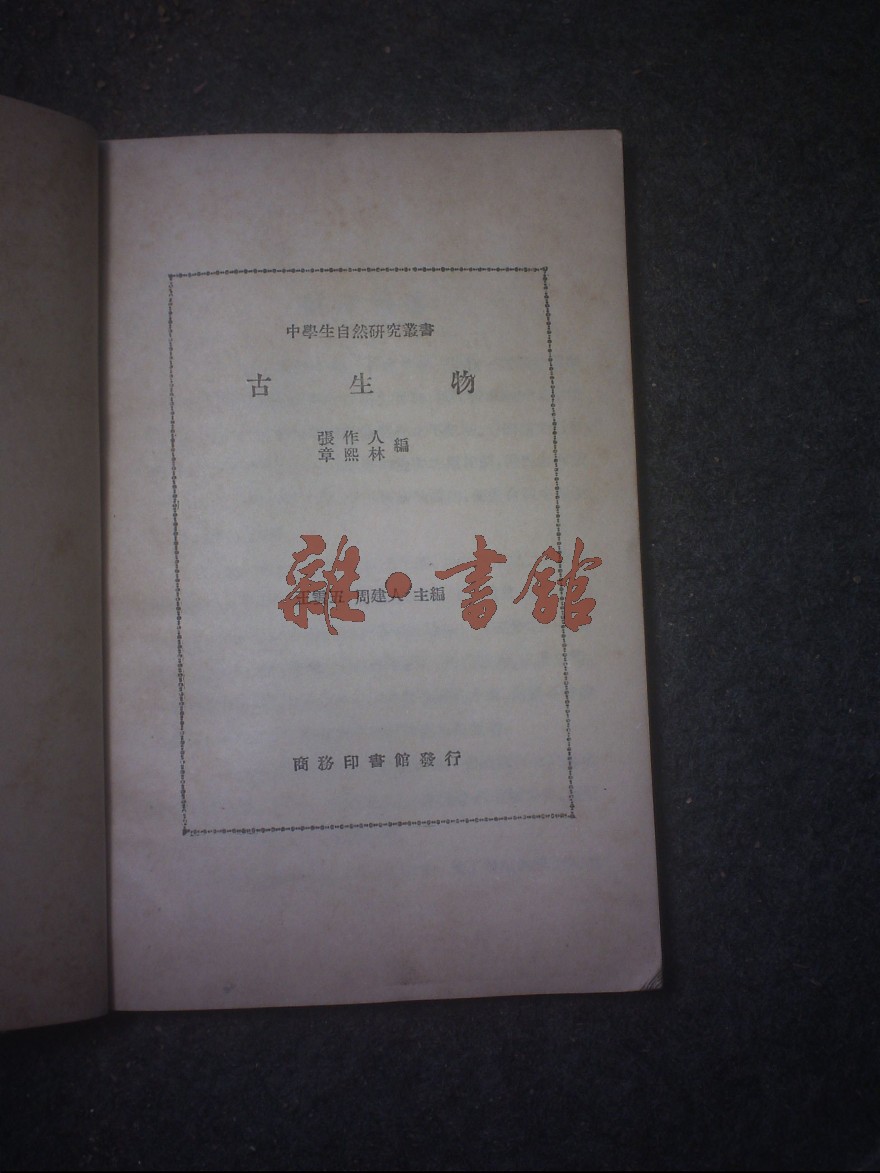 中學生自然硏究叢書
古生物
張作人
章熙林
編
王雲五 周建人 主編
雜·書館
商務印書館發行